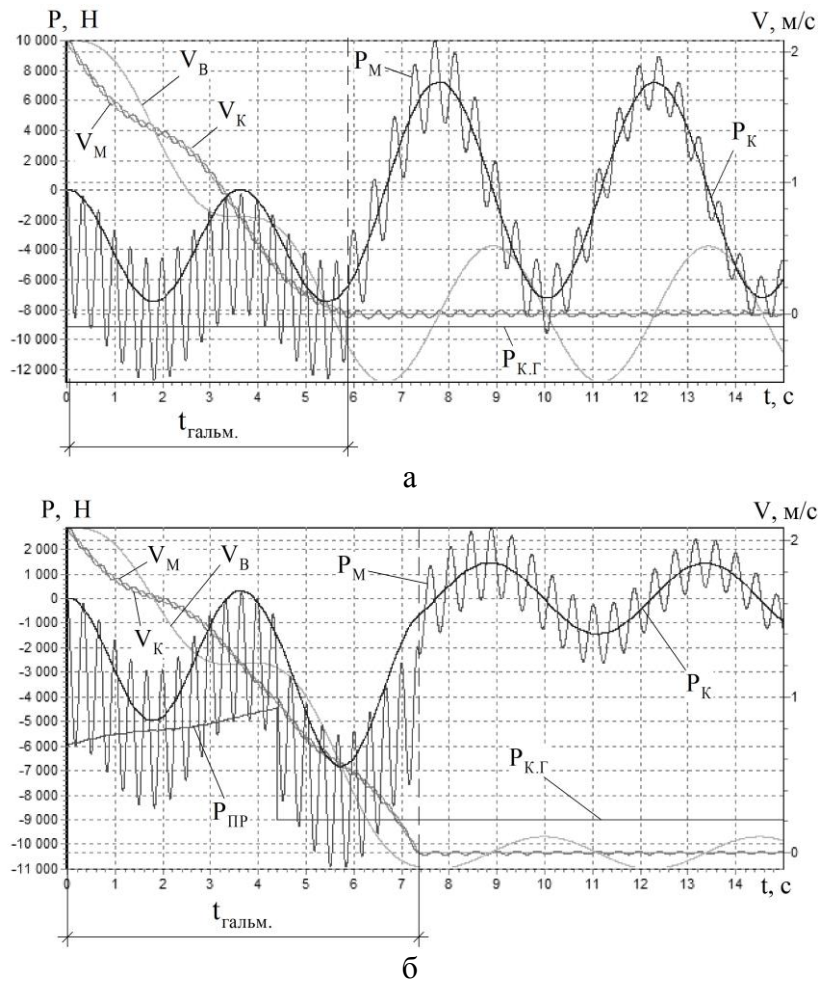 P, Н V, м/с
10 000
8 000
6 000
4 000
2 000
0
-2 000
-4 000
-6 000
-8 000
-10 000
-12 000
2
1
0
V_В
V_К
V_М
P_М
P_К
P_К.Г
0 1 2 3 4 5 6 7 8 9 10 11 12 13 14
t, с
t_гальм.
а
P, Н V, м/с
2 000
1 000
0
-1 000
-2 000
-3 000
-4 000
-5 000
-6 000
-7 000
-8 000
-9 000
-10 000
-11 000
2
1
0
V_М V_В
P_М
V_К
P_К
P_К.Г
P_ПР
0 1 2 3 4 5 6 7 8 9 10 11 12 13 14
t, с
t_гальм.
б